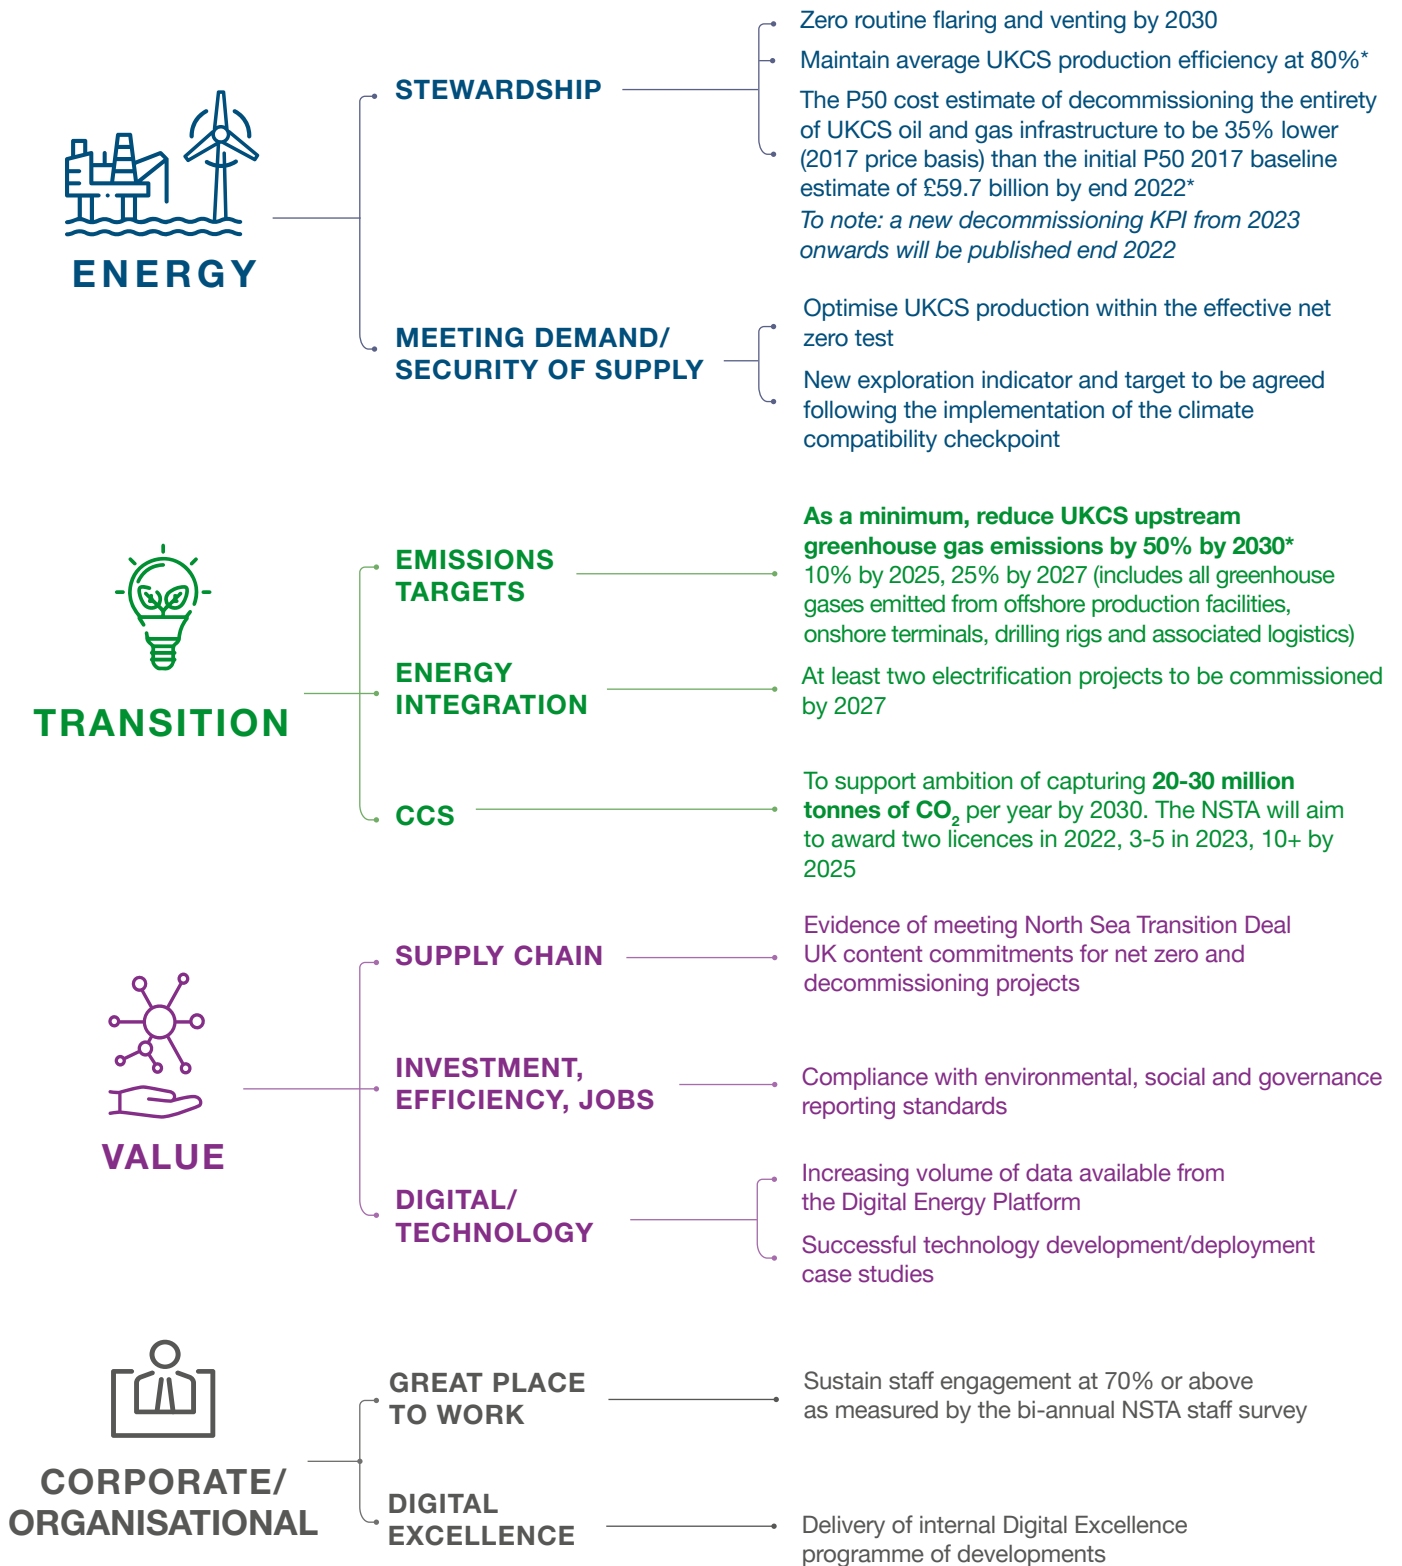 ENERGY
STEWARDSHIP
Zero routine flaring and venting by 2030
Maintain average UKCS production efficiency at 80%*
The P50 cost estimate of decommissioning the entirety
of UKCS oil and gas infrastructure to be 35% lower
(2017 price basis) than the initial P50 2017 baseline
estimate of £59.7 billion by end 2022*
To note: a new decommissioning KPI from 2023
onwards will be published end 2022
MEETING DEMAND/
SECURITY OF SUPPLY
Optimise UKCS production within the effective net
zero test
New exploration indicator and target to be agreed
following the implementation of the climate
compatibility checkpoint
TRANSITION
EMISSIONS
TARGETS
As a minimum, reduce UKCS upstream
greenhouse gas emissions by 50% by 2030*
10% by 2025, 25% by 2027 (includes all greenhouse
gases emitted from offshore production facilities,
onshore terminals, drilling rigs and associated logistics)
ENERGY
INTEGRATION
At least two electrification projects to be commissioned
by 2027
CCS
To support ambition of capturing 20-30 million
tonnes of CO₂ per year by 2030. The NSTA will aim
to award two licences in 2022, 3-5 in 2023, 10+ by
2025
VALUE
SUPPLY CHAIN
Evidence of meeting North Sea Transition Deal
UK content commitments for net zero and
decommissioning projects
INVESTMENT,
EFFICIENCY, JOBS
Compliance with environmental, social and governance
reporting standards
DIGITAL/
TECHNOLOGY
Increasing volume of data available from
the Digital Energy Platform
Successful technology development/deployment
case studies
CORPORATE/
ORGANISATIONAL
GREAT PLACE
TO WORK
Sustain staff engagement at 70% or above
as measured by the bi-annual NSTA staff survey
DIGITAL
EXCELLENCE
Delivery of internal Digital Excellence
programme of developments